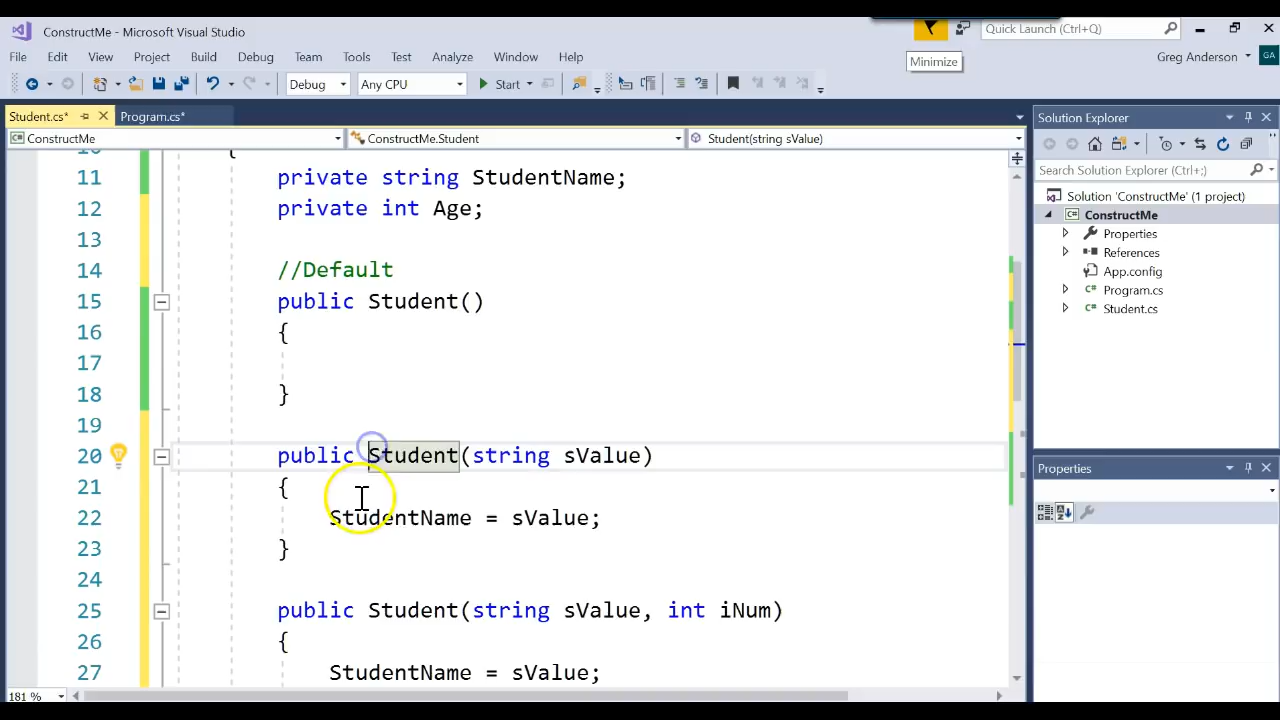 ConstructMe - Microsoft Visual Studio
Quick Launch (Ctrl+Q)
File Edit View Project Build Debug Team Tools Test Analyze Window Help
Minimize
Greg Anderson GA
Debug Any CPU Start
Student.cs* Program.cs*
ConstructMe ConstructMe.Student Student(string sValue)
11 private string StudentName;
12 private int Age;
13
14 //Default
15 public Student()
16 {
17
18 }
19
20 public Student(string sValue)
21 {
22 StudentName = sValue;
23 }
24
25 public Student(string sValue, int iNum)
26 {
27 StudentName = sValue;
181 %
Solution Explorer
Search Solution Explorer (Ctrl+;)
Solution 'ConstructMe' (1 project)
C# ConstructMe
Properties
References
App.config
C# Program.cs
C# Student.cs
Properties